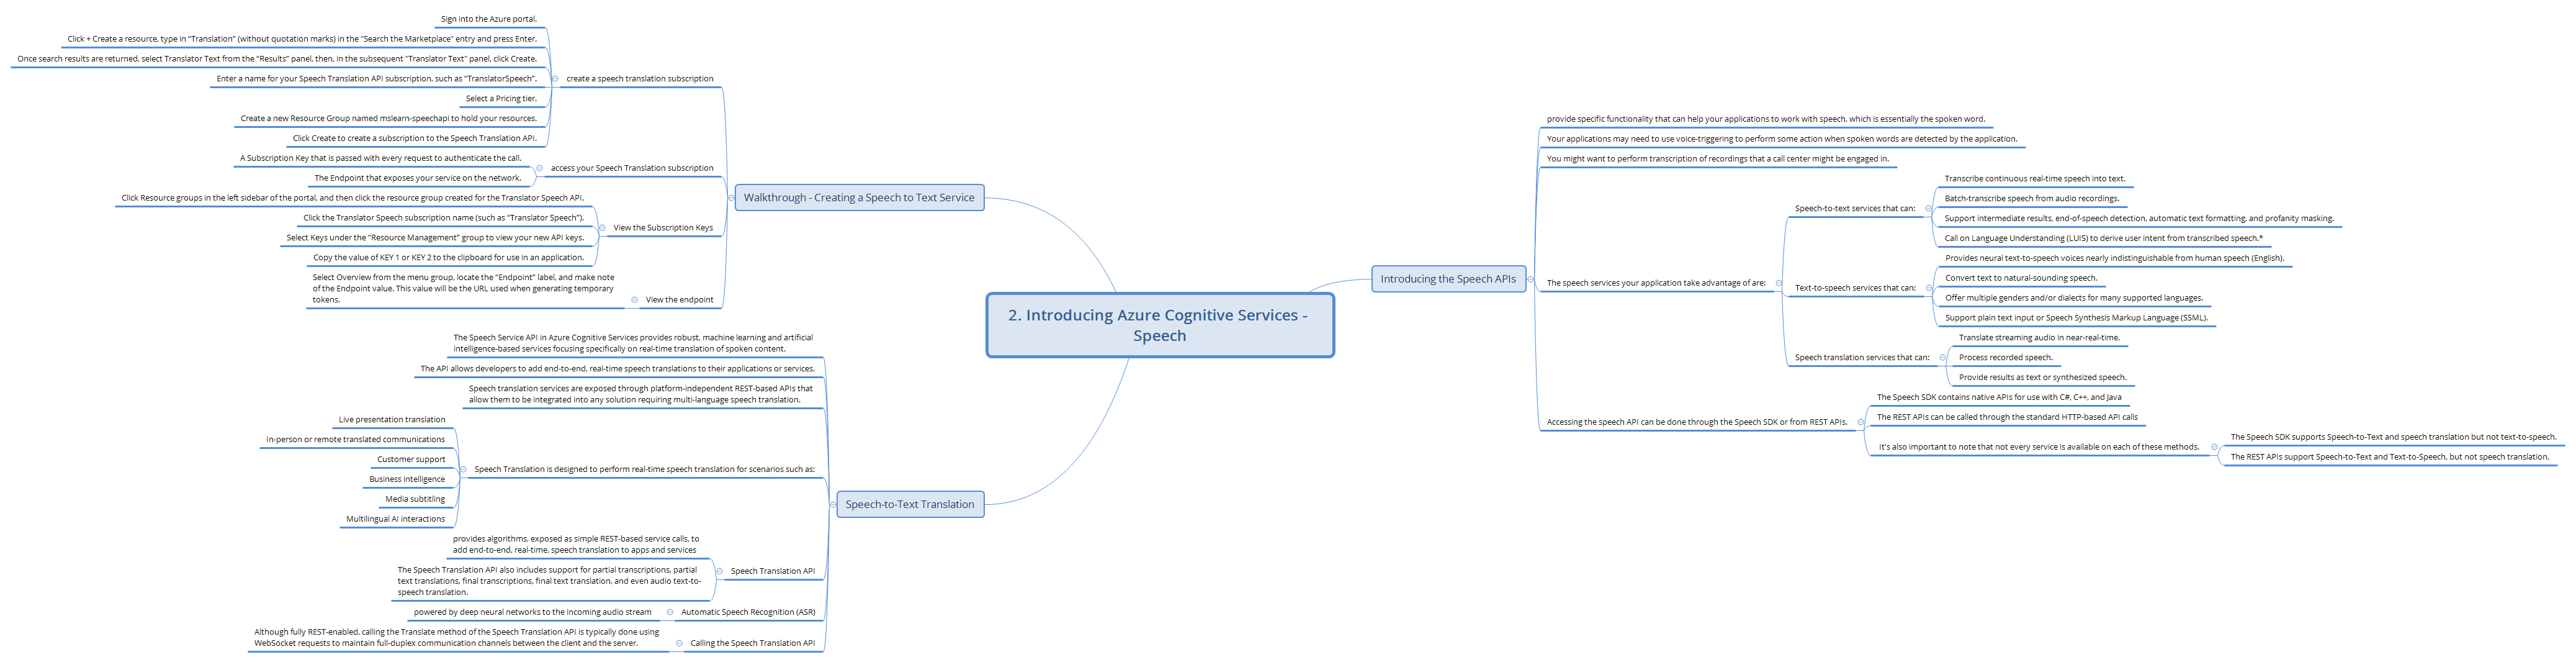 2. Introducing Azure Cognitive Services -
Speech
Introducing the Speech APIs
provide specific functionality that can help your applications to work with speech, which is essentially the spoken word.
Your applications may need to use voice-triggering to perform some action when spoken words are detected by the application.
You might want to perform transcription of recordings that a call center might be engaged in.
The speech services your application take advantage of are:
Speech-to-text services that can:
Transcribe continuous real-time speech into text.
Batch-transcribe speech from audio recordings.
Support intermediate results, end-of-speech detection, automatic text formatting, and profanity masking.
Call on Language Understanding (LUIS) to derive user intent from transcribed speech.*
Text-to-speech services that can:
Provides neural text-to-speech voices nearly indistinguishable from human speech (English).
Convert text to natural-sounding speech.
Offer multiple genders and/or dialects for many supported languages.
Support plain text input or Speech Synthesis Markup Language (SSML).
Speech translation services that can:
Translate streaming audio in near-real-time.
Process recorded speech.
Provide results as text or synthesized speech.
Accessing the speech API can be done through the Speech SDK or from REST APIs.
The Speech SDK contains native APIs for use with C#, C++, and Java
The REST APIs can be called through the standard HTTP-based API calls
It's also important to note that not every service is available on each of these methods.
The Speech SDK supports Speech-to-Text and speech translation but not text-to-speech.
The REST APIs support Speech-to-Text and Text-to-Speech, but not speech translation.
Walkthrough - Creating a Speech to Text Service
create a speech translation subscription
Sign into the Azure portal.
Click + Create a resource, type in "Translation" (without quotation marks) in the "Search the Marketplace" entry and press Enter.
Once search results are returned, select Translator Text from the "Results" panel, then, in the subsequent "Translator Text" panel, click Create.
Enter a name for your Speech Translation API subscription, such as "TranslatorSpeech".
Select a Pricing tier.
Create a new Resource Group named mslearn-speechapi to hold your resources.
Click Create to create a subscription to the Speech Translation API.
access your Speech Translation subscription
A Subscription Key that is passed with every request to authenticate the call.
The Endpoint that exposes your service on the network.
View the Subscription Keys
Click Resource groups in the left sidebar of the portal, and then click the resource group created for the Translator Speech API.
Click the Translator Speech subscription name (such as "Translator Speech").
Select Keys under the "Resource Management" group to view your new API keys.
Copy the value of KEY 1 or KEY 2 to the clipboard for use in an application.
View the endpoint
Select Overview from the menu group, locate the "Endpoint" label, and make note
of the Endpoint value. This value will be the URL used when generating temporary
tokens.
Speech-to-Text Translation
The Speech Service API in Azure Cognitive Services provides robust, machine learning and artificial
intelligence-based services focusing specifically on real-time translation of spoken content.
The API allows developers to add end-to-end, real-time speech translations to their applications or services.
Speech translation services are exposed through platform-independent REST-based APIs that
allow them to be integrated into any solution requiring multi-language speech translation.
Speech Translation is designed to perform real-time speech translation for scenarios such as:
Live presentation translation
In-person or remote translated communications
Customer support
Business intelligence
Media subtitling
Multilingual AI interactions
Speech Translation API
provides algorithms, exposed as simple REST-based service calls, to
add end-to-end, real-time, speech translation to apps and services
The Speech Translation API also includes support for partial transcriptions, partial
text translations, final transcriptions, final text translation, and even audio text-to-
speech translation.
Automatic Speech Recognition (ASR)
powered by deep neural networks to the incoming audio stream
Calling the Speech Translation API
Although fully REST-enabled, calling the Translate method of the Speech Translation API is typically done using
WebSocket requests to maintain full-duplex communication channels between the client and the server.